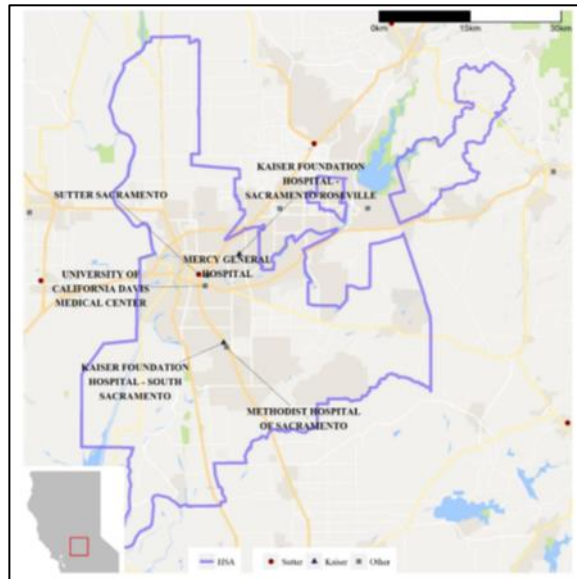 0km 15km 30km
KAISER FOUNDATION
HOSPITAL -
SACRAMENTO/ROSEVILLE
SUTTER SACRAMENTO
MERCY GENERAL
HOSPITAL
UNIVERSITY OF
CALIFORNIA DAVIS
MEDICAL CENTER
KAISER FOUNDATION
HOSPITAL - SOUTH
SACRAMENTO
METHODIST HOSPITAL
OF SACRAMENTO
HSA Sutter Kaiser Other